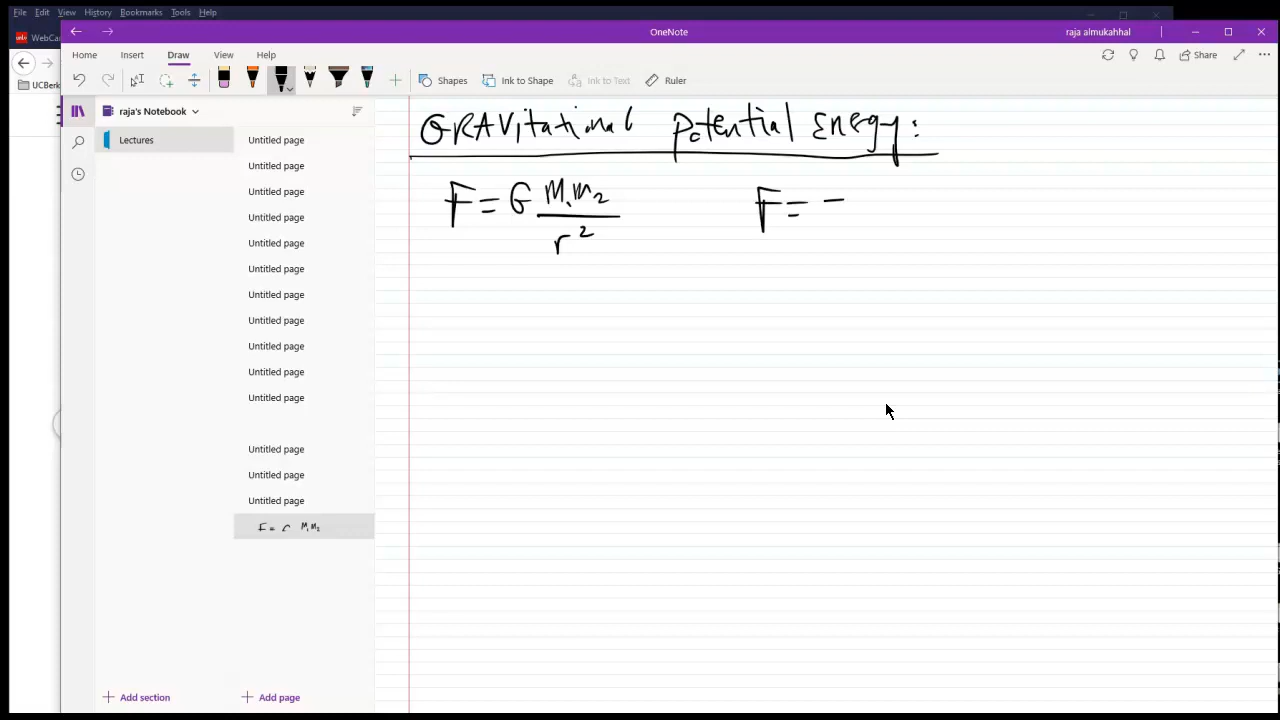 File Edit View History Bookmarks Tools Help
OneNote
raja almukahhal
WebCa
Home Insert Draw View Help
Share
Shapes
Ink to Shape
Ink to Text
Ruler
UCBerk
raja's Notebook
Lectures
Untitled page
Untitled page
Untitled page
Untitled page
Untitled page
Untitled page
Untitled page
Untitled page
Untitled page
Untitled page
Untitled page
Untitled page
Untitled page
Untitled page
F = G M₁M₂
Add section
Add page
GRAVitational Potential Energy:
F = G M₁M₂
r²
F = −